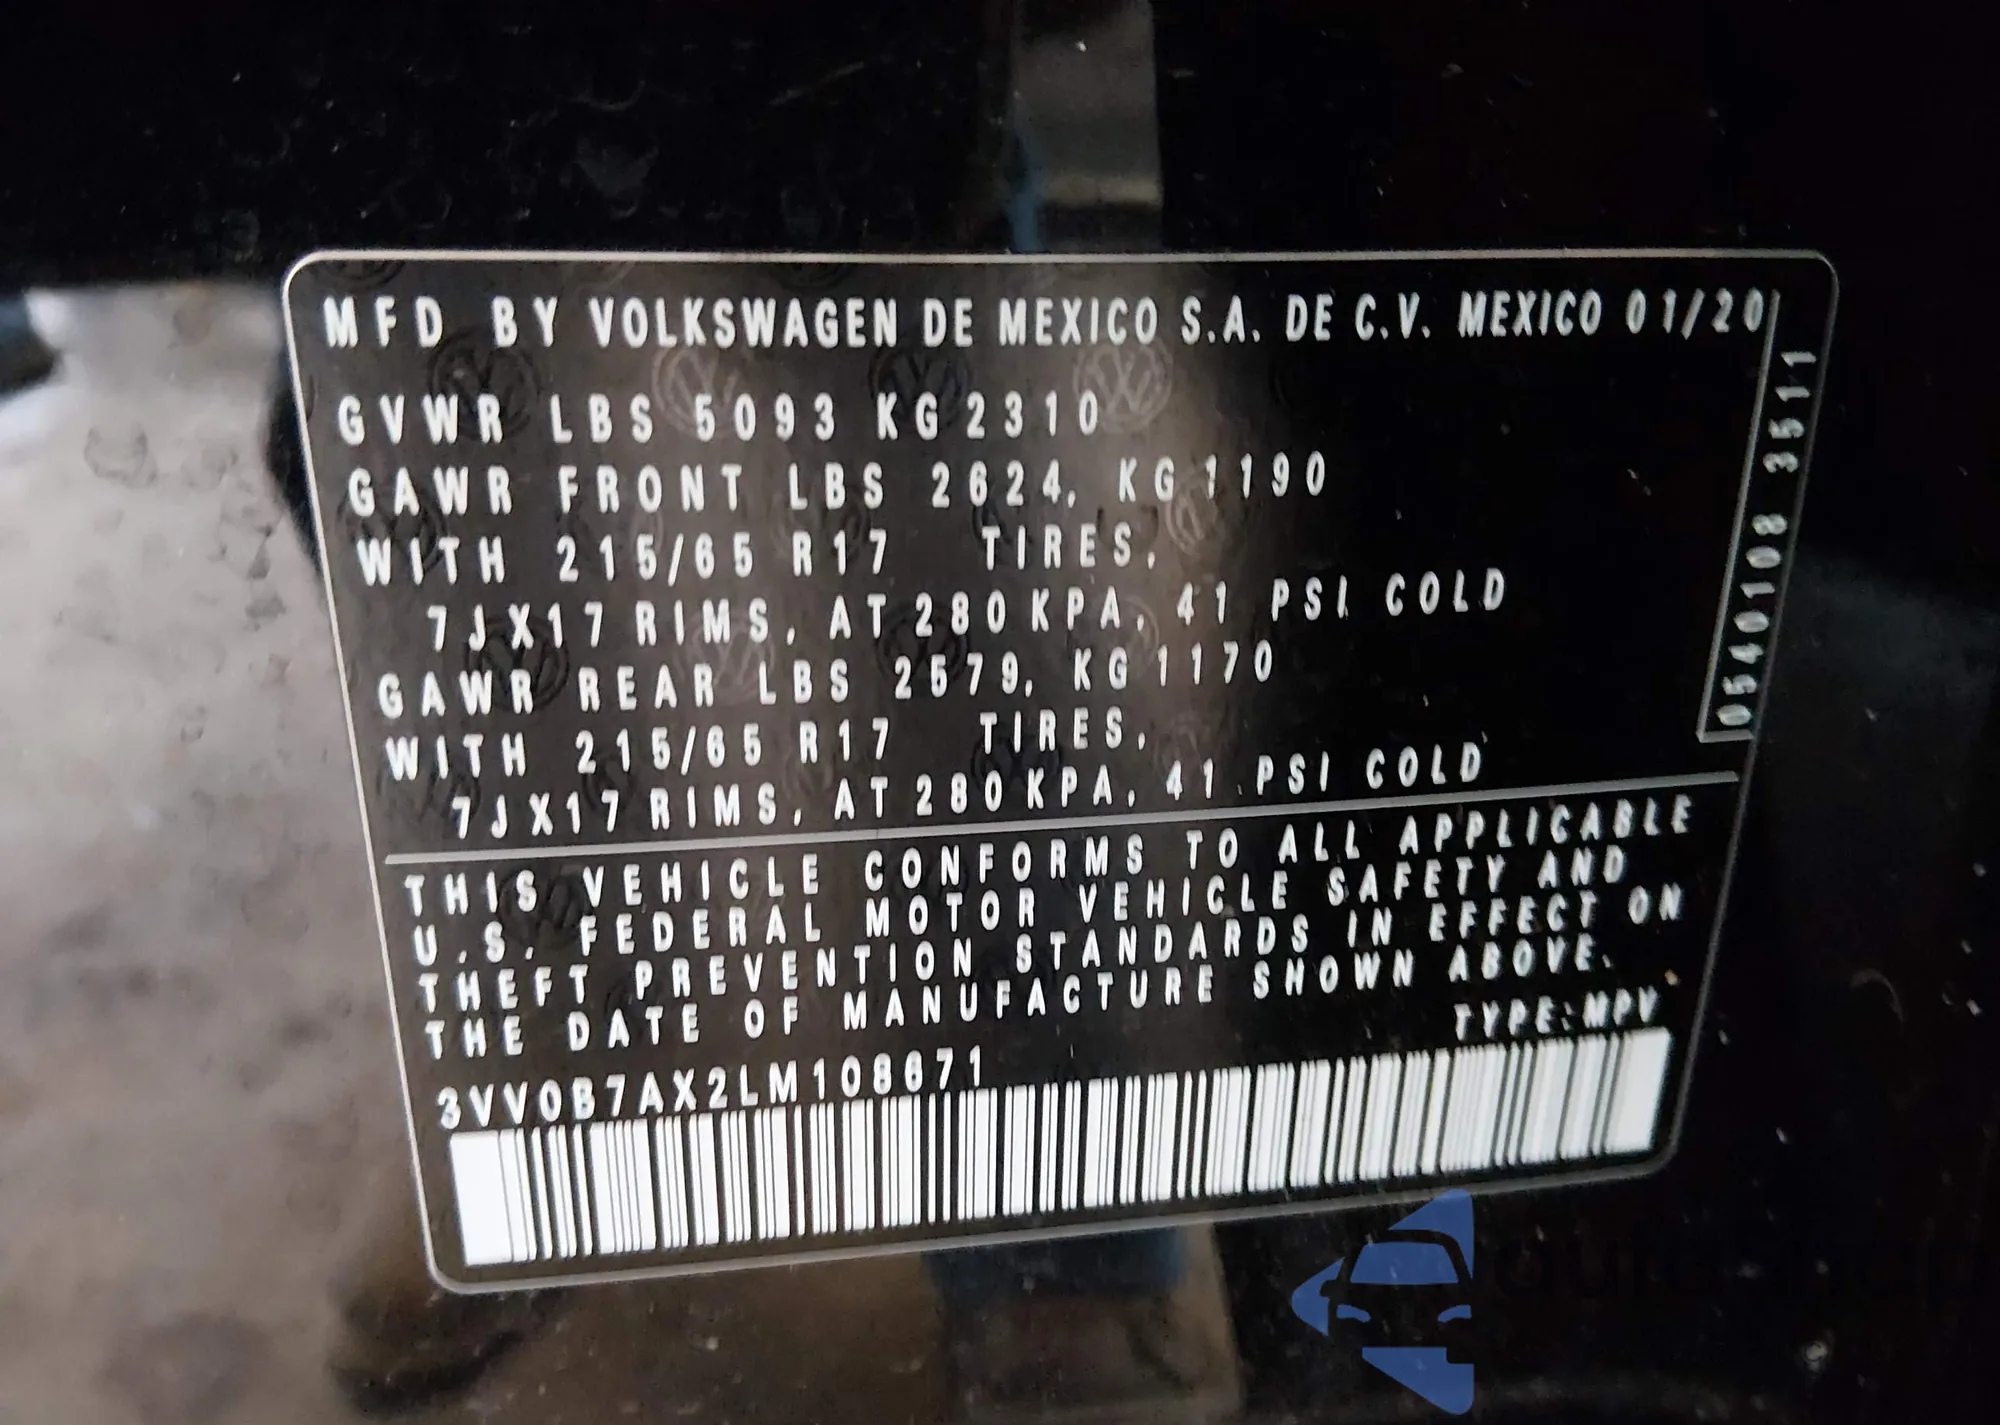 MFD BY VOLKSWAGEN DE MEXICO S.A. DE C.V. MEXICO 01/20
GVWR LBS 5093 KG 2310
GAWR FRONT LBS 2624, KG 1190
WITH 215/65 R17 TIRES,
7JX17 RIMS, AT 280 KPA, 41 PSI COLD
GAWR REAR LBS 2579, KG 1170
WITH 215/65 R17 TIRES,
7JX17 RIMS, AT 280 KPA, 41 PSI COLD
0540108 3511
THIS VEHICLE CONFORMS TO ALL APPLICABLE
U.S. FEDERAL MOTOR VEHICLE SAFETY AND
THEFT PREVENTION STANDARDS IN EFFECT ON
THE DATE OF MANUFACTURE SHOWN ABOVE.
TYPE:MPV
3VV0B7AX2LM108671